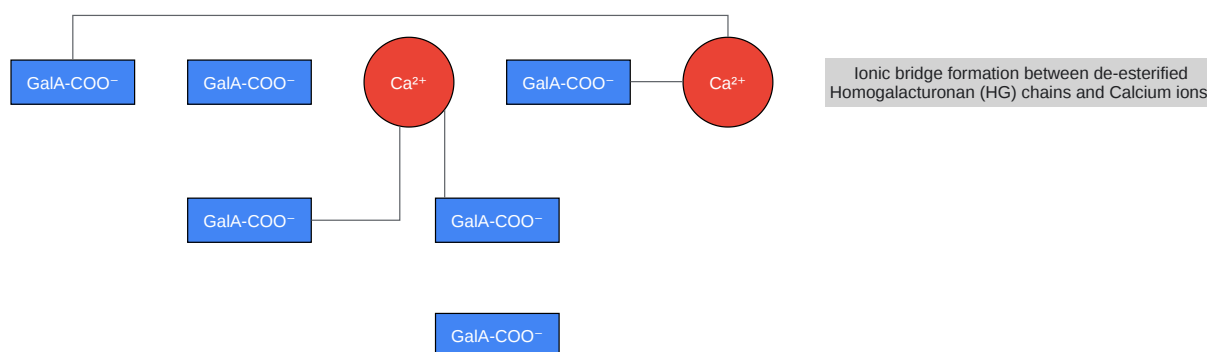 GalA-COO⁻
GalA-COO⁻
Ca²⁺
GalA-COO⁻
Ca²⁺
Ionic bridge formation between de-esterified
Homogalacturonan (HG) chains and Calcium ions
GalA-COO⁻
GalA-COO⁻
GalA-COO⁻